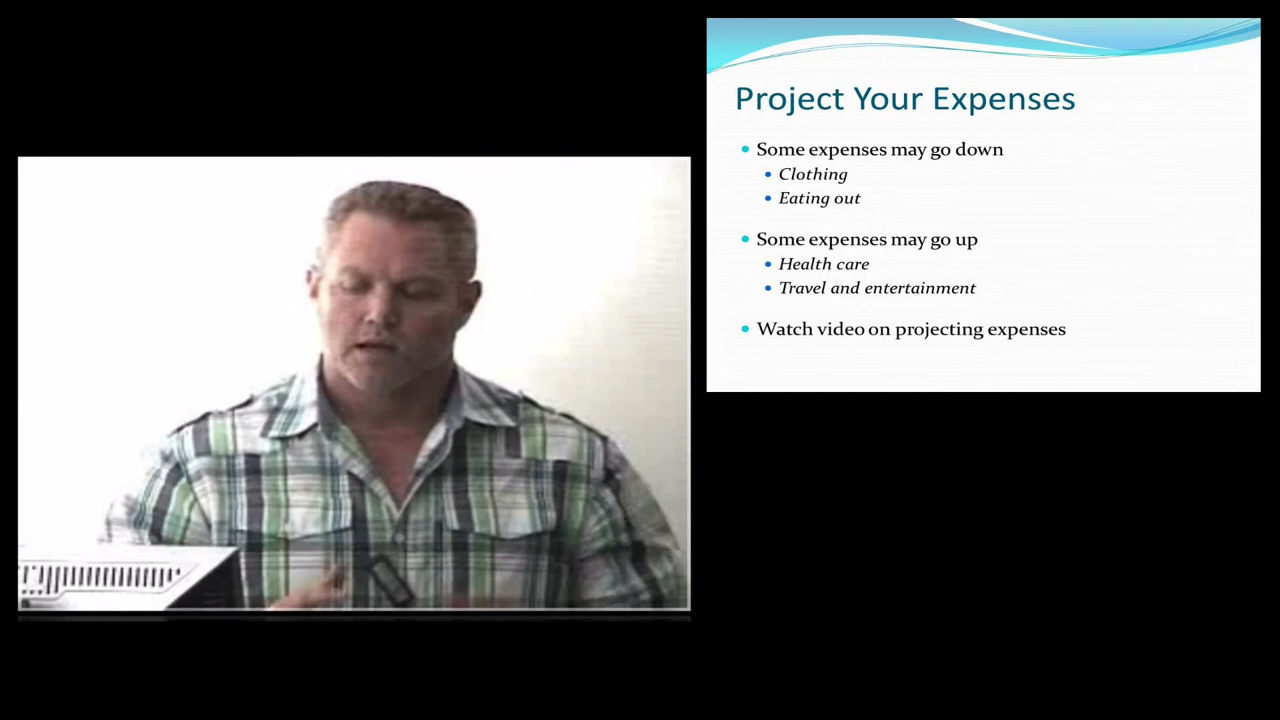 Project Your Expenses
Some expenses may go down
Clothing
Eating out
Some expenses may go up
Health care
Travel and entertainment
Watch video on projecting expenses